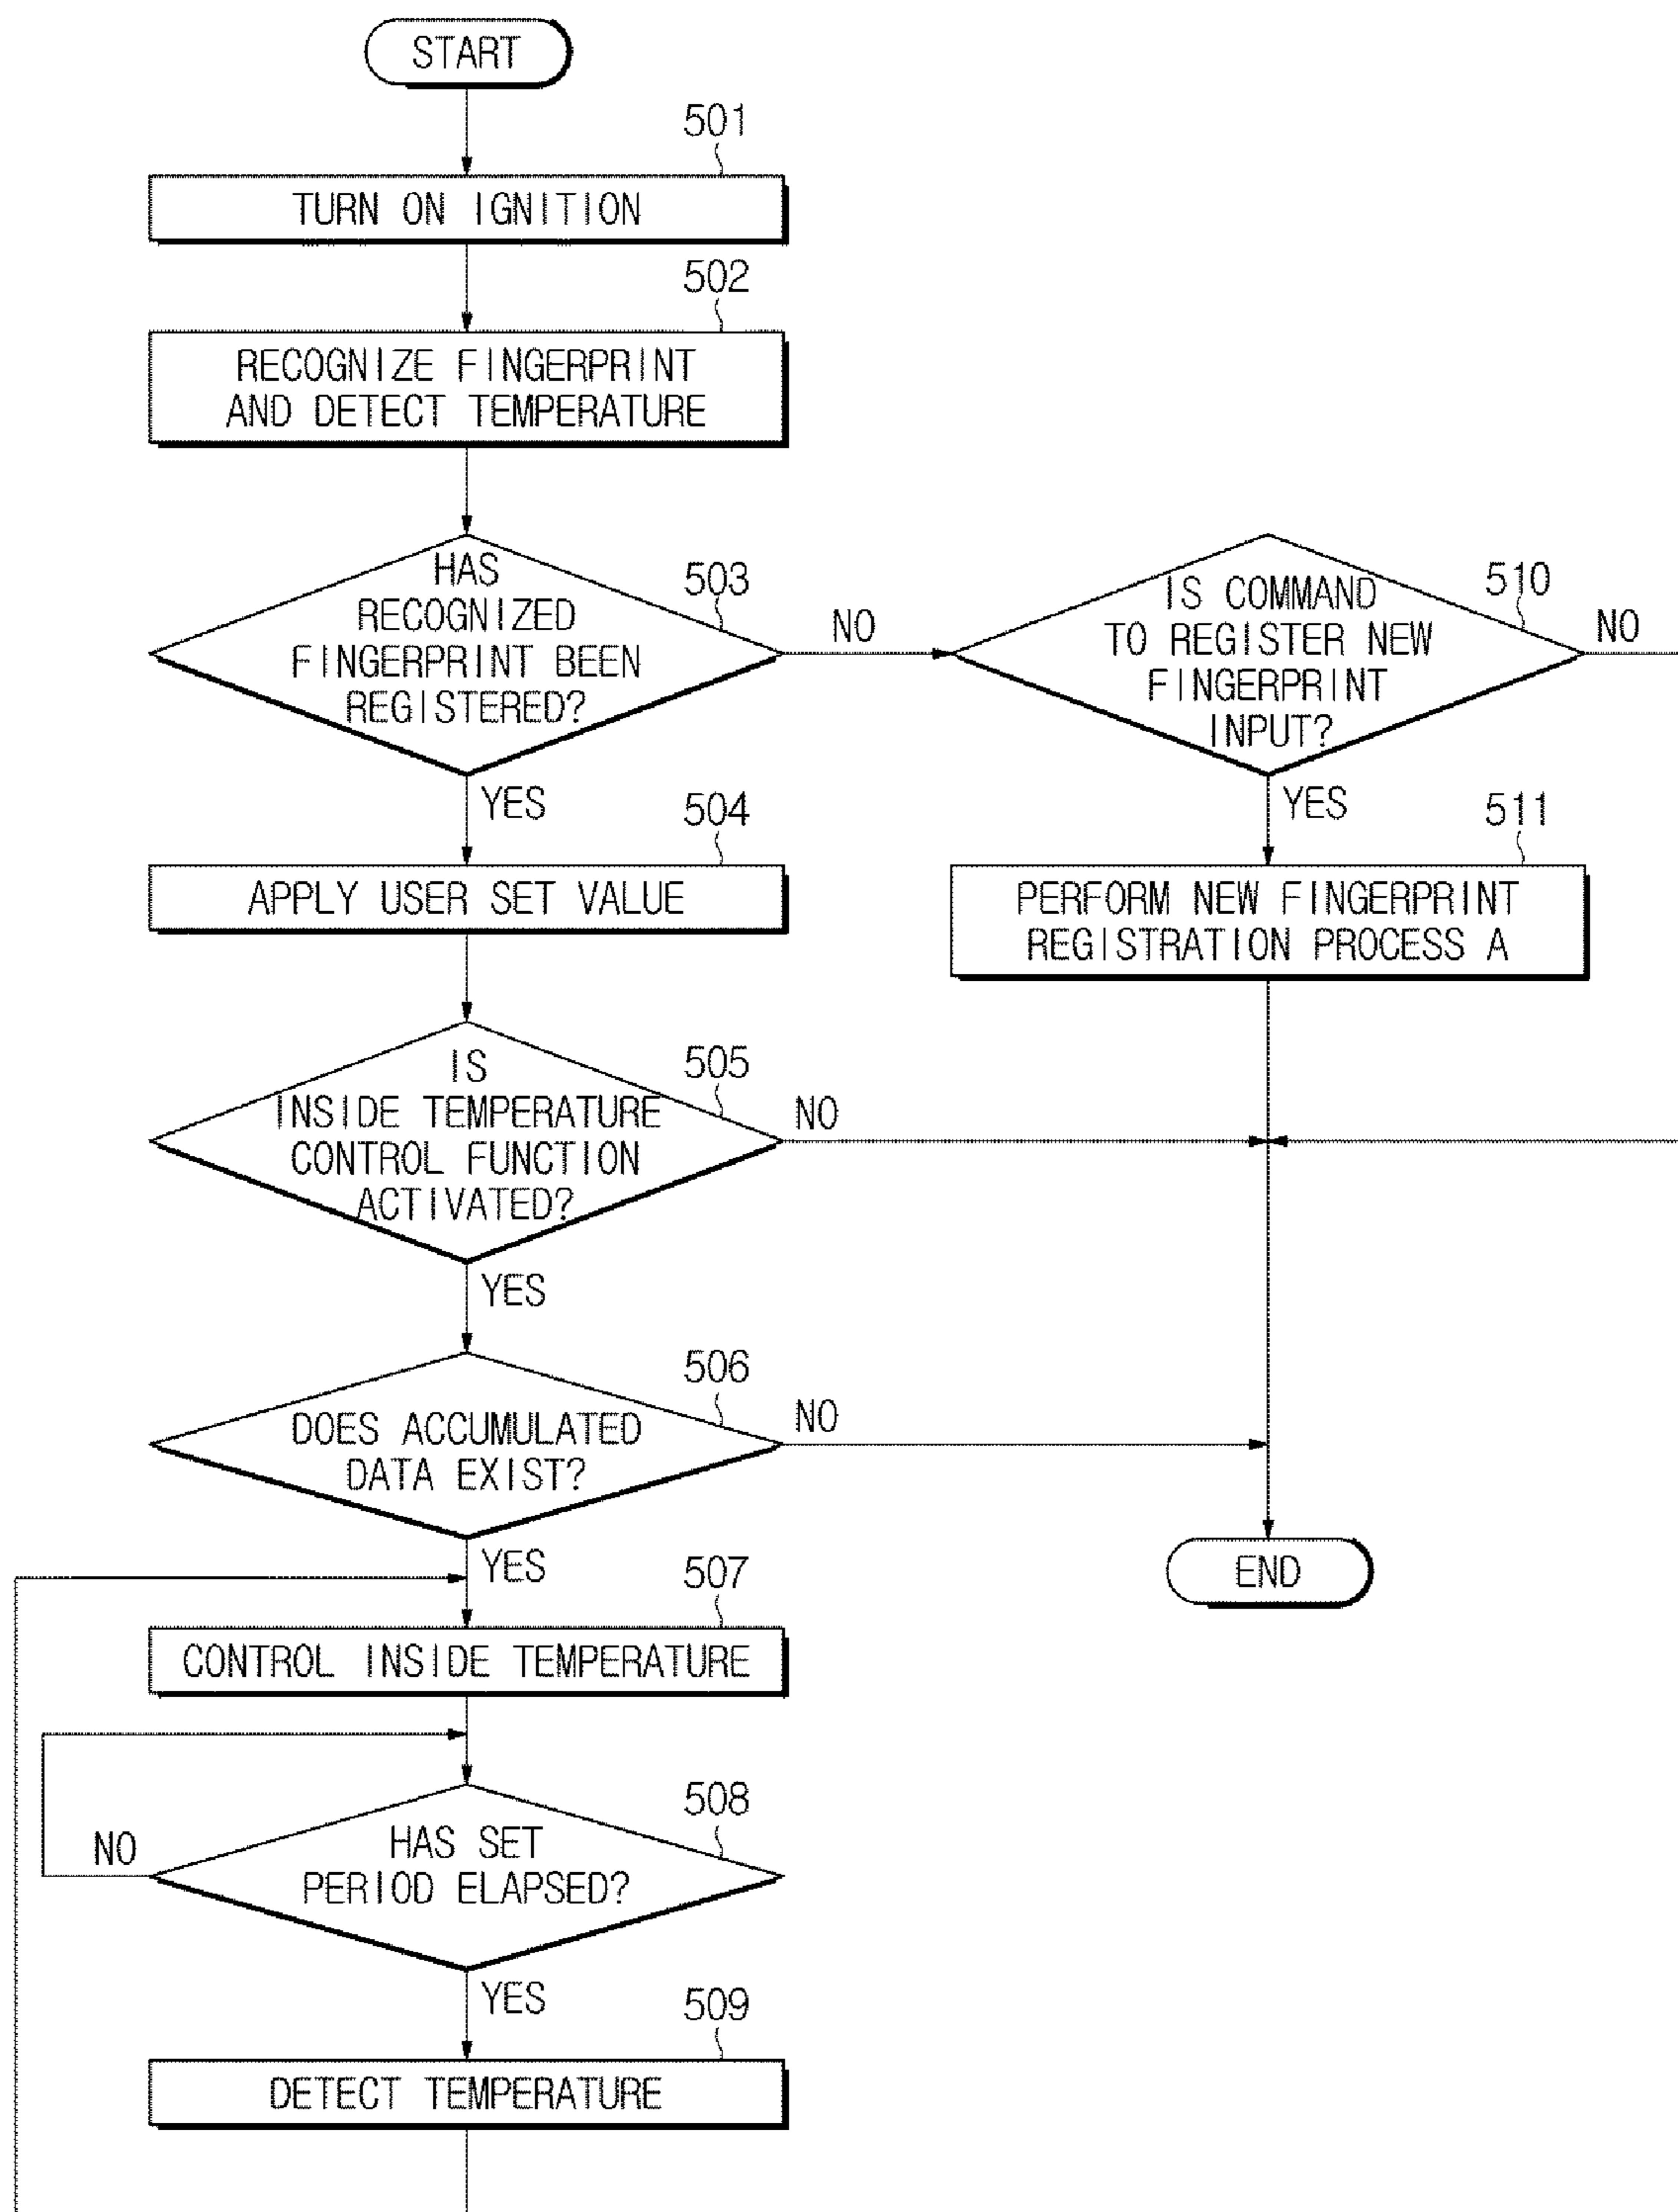 START
501
TURN ON IGNITION
502
RECOGNIZE FINGERPRINT
AND DETECT TEMPERATURE
503
HAS
RECOGNIZED
FINGERPRINT BEEN
REGISTERED?
NO
510
IS COMMAND
TO REGISTER NEW
FINGERPRINT
INPUT?
NO
YES
YES
504
APPLY USER SET VALUE
511
PERFORM NEW FINGERPRINT
REGISTRATION PROCESS A
505
IS
INSIDE TEMPERATURE
CONTROL FUNCTION
ACTIVATED?
NO
YES
506
DOES ACCUMULATED
DATA EXIST?
NO
YES
END
507
CONTROL INSIDE TEMPERATURE
508
HAS SET
PERIOD ELAPSED?
NO
YES
509
DETECT TEMPERATURE